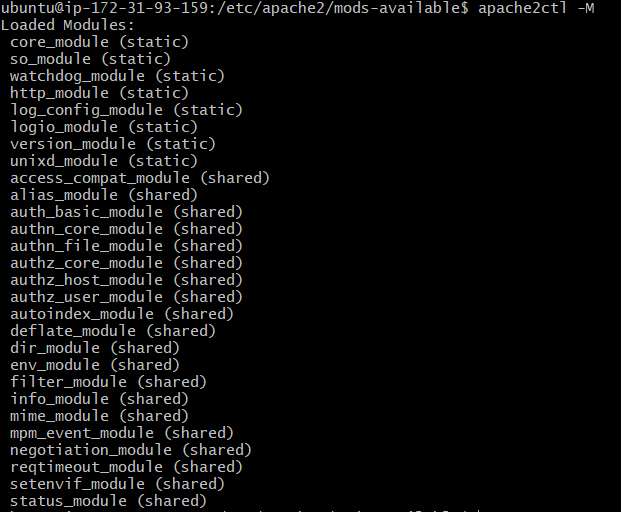 ubuntu@ip-172-31-93-159:/etc/apache2/mods-available$ apache2ctl -M
Loaded Modules:
 core_module (static)
 so_module (static)
 watchdog_module (static)
 http_module (static)
 log_config_module (static)
 logio_module (static)
 version_module (static)
 unixd_module (static)
 access_compat_module (shared)
 alias_module (shared)
 auth_basic_module (shared)
 authn_core_module (shared)
 authn_file_module (shared)
 authz_core_module (shared)
 authz_host_module (shared)
 authz_user_module (shared)
 autoindex_module (shared)
 deflate_module (shared)
 dir_module (shared)
 env_module (shared)
 filter_module (shared)
 info_module (shared)
 mime_module (shared)
 mpm_event_module (shared)
 negotiation_module (shared)
 reqtimeout_module (shared)
 setenvif_module (shared)
 status_module (shared)